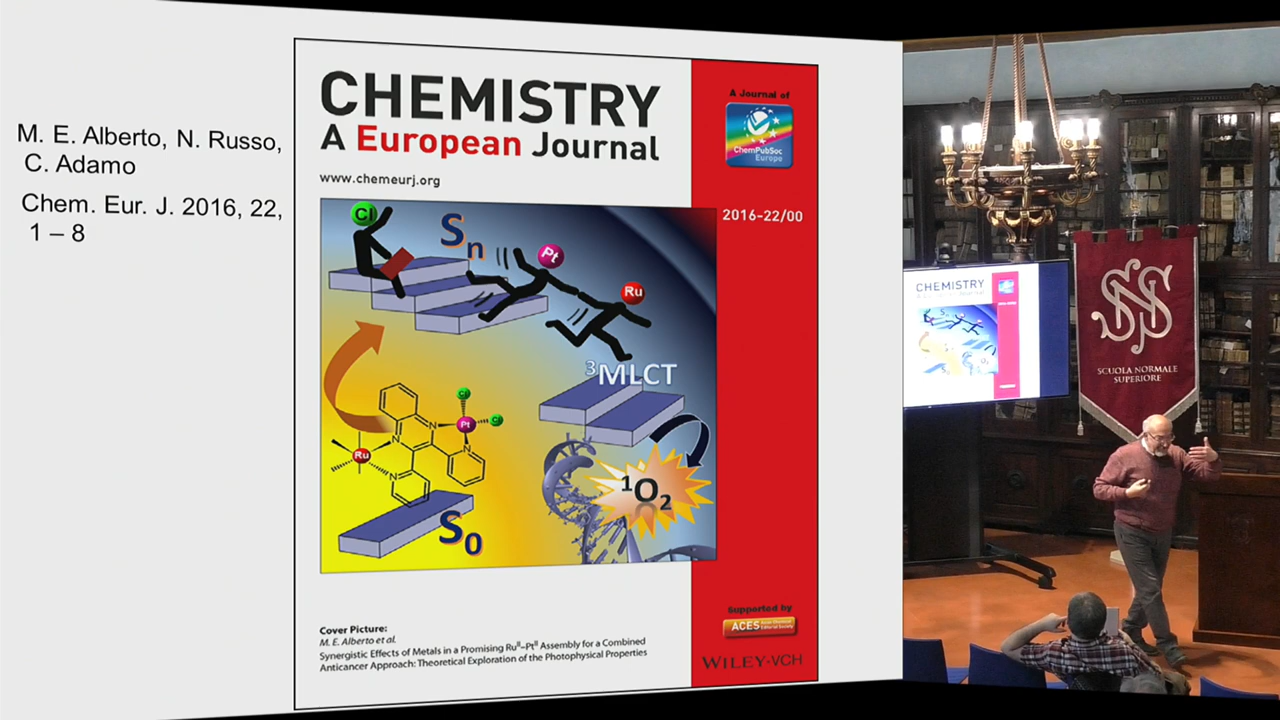 M. E. Alberto, N. Russo,
C. Adamo
Chem. Eur. J. 2016, 22,
1 – 8
CHEMISTRY
A European Journal
www.chemeurj.org
A Journal of
ChemPubSoc
Europe
2016-22/00
Cl
Sn
Pt
Ru
³MLCT
Cl
Pt
Cl
N
N
N
N
Ru
N
¹O₂
S₀
Cover Picture:
M. E. Alberto et al.
Synergistic Effects of Metals in a Promising Ruᴵᴵ–Ptᴵᴵ Assembly for a Combined
Anticancer Approach: Theoretical Exploration of the Photophysical Properties
Supported by
ACES
WILEY-VCH
CHEMISTRY
SNS
SCUOLA NORMALE
SUPERIORE